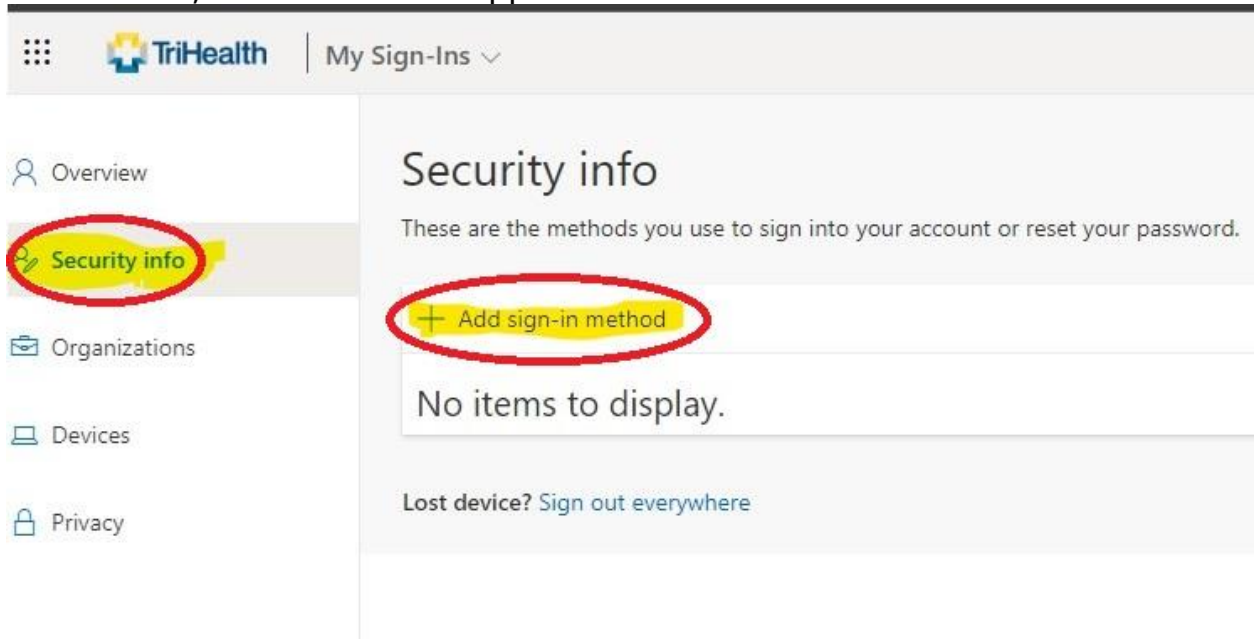 TriHealth My Sign-Ins
Overview
Security info
Organizations
Devices
Privacy
Security info
These are the methods you use to sign into your account or reset your password.
+ Add sign-in method
No items to display.
Lost device? Sign out everywhere